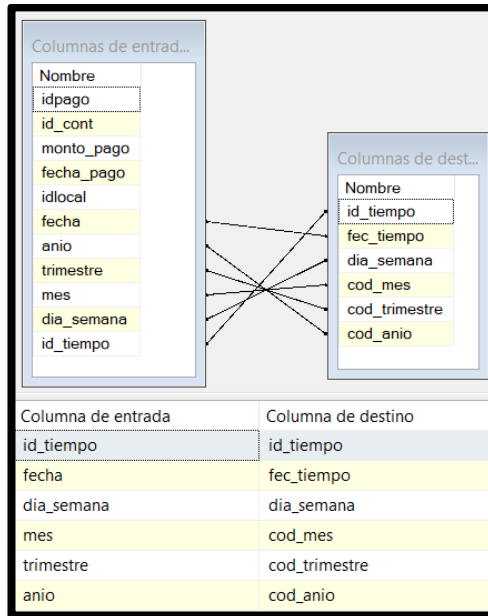 Columnas de entrad...
Nombre
idpago
id_cont
monto_pago
fecha_pago
idlocal
fecha
anio
trimestre
mes
dia_semana
id_tiempo
Columnas de dest...
Nombre
id_tiempo
fec_tiempo
dia_semana
cod_mes
cod_trimestre
cod_anio
Columna de entrada Columna de destino
id_tiempo id_tiempo
fecha fec_tiempo
dia_semana dia_semana
mes cod_mes
trimestre cod_trimestre
anio cod_anio